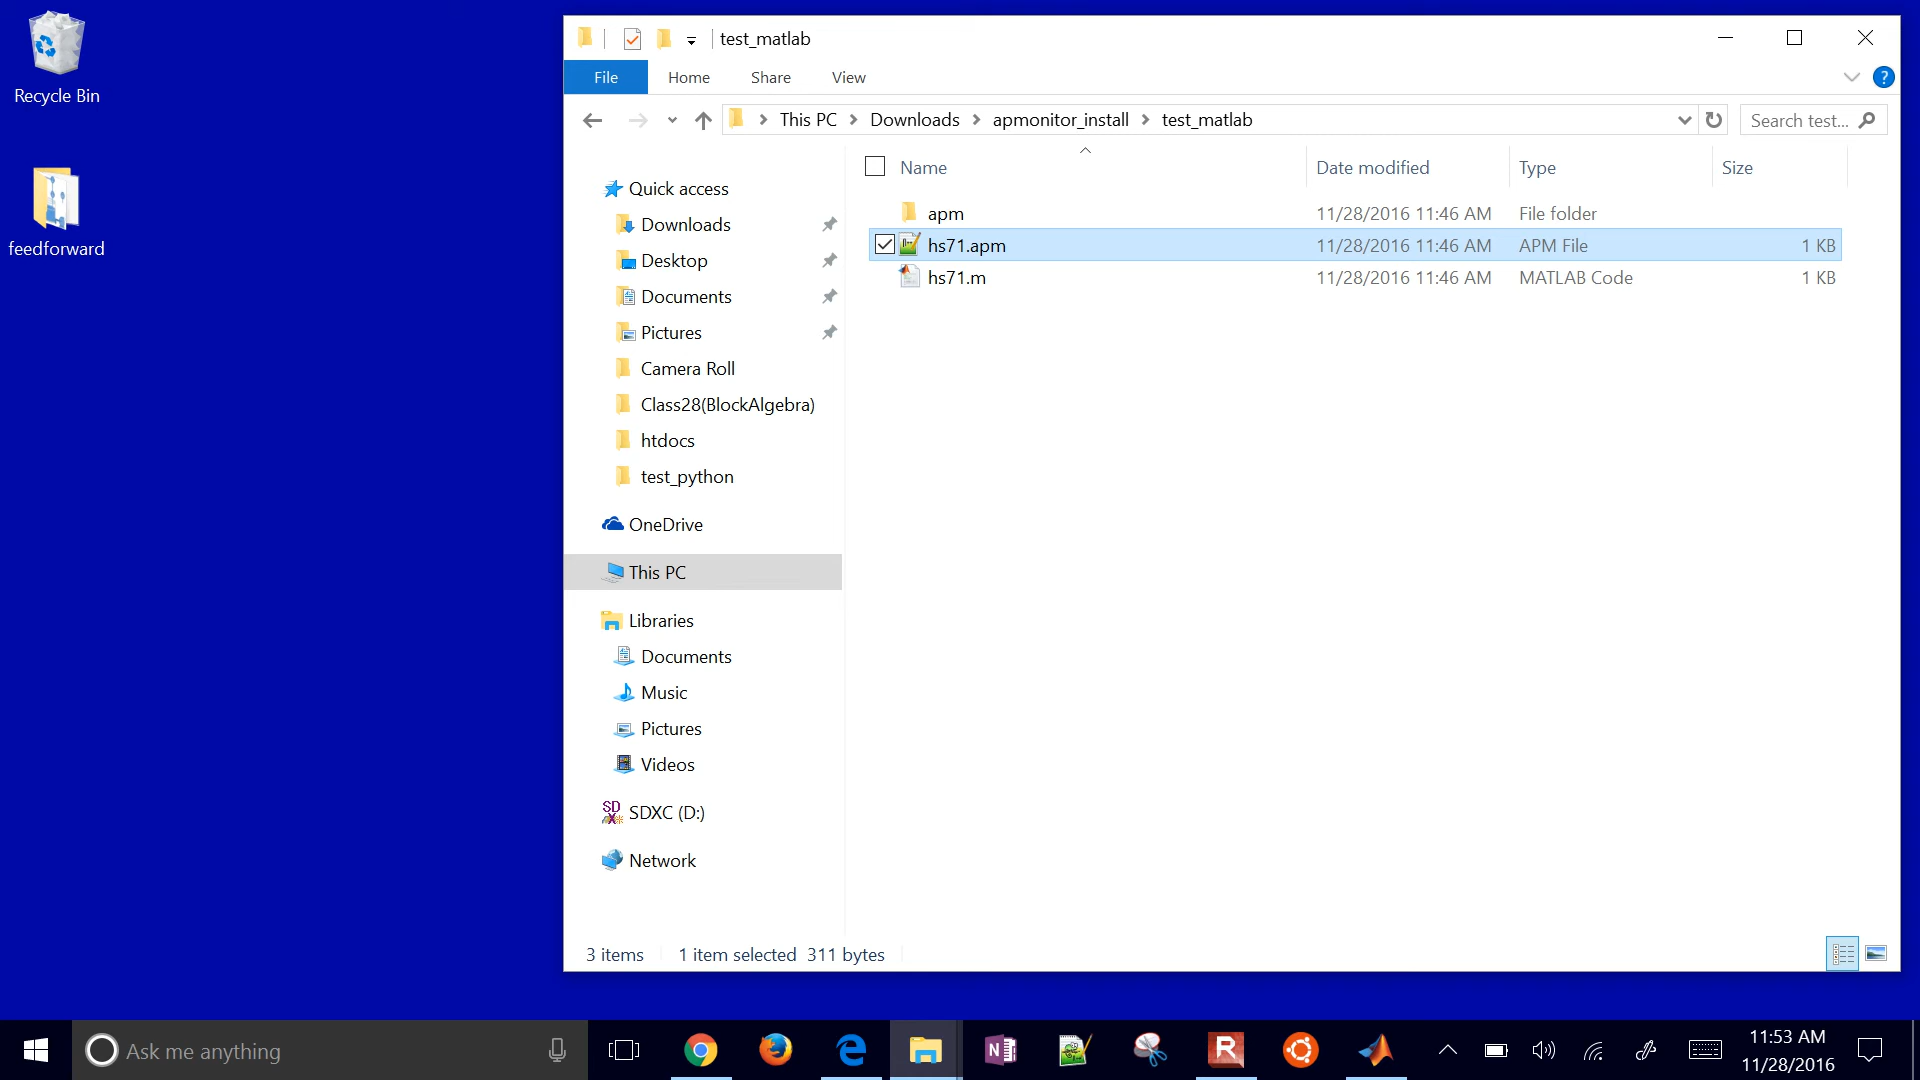 Recycle Bin
feedforward
test_matlab
File
Home
Share
View
?
This PC
Downloads
apmonitor_install
test_matlab
Search test...
Quick access
Downloads
Desktop
Documents
Pictures
Camera Roll
Class28(BlockAlgebra)
htdocs
test_python
OneDrive
This PC
Libraries
Documents
Music
Pictures
Videos
SD
SDXC (D:)
Network
Name
Date modified
Type
Size
apm
11/28/2016 11:46 AM
File folder
hs71.apm
11/28/2016 11:46 AM
APM File
1 KB
hs71.m
11/28/2016 11:46 AM
MATLAB Code
1 KB
3 items
1 item selected 311 bytes
Ask me anything
N
R
11:53 AM
11/28/2016